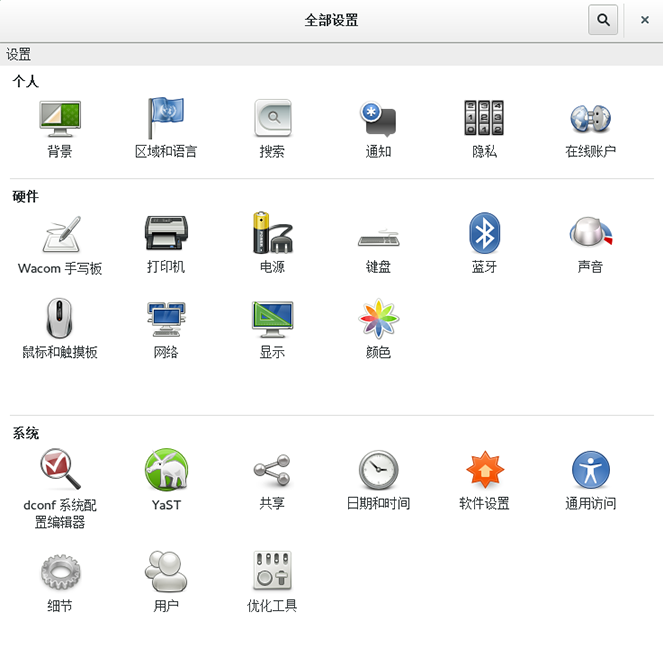 全部设置
设置
个人
背景
区域和语言
搜索
通知
隐私
在线账户
硬件
Wacom 手写板
打印机
电源
键盘
蓝牙
声音
鼠标和触摸板
网络
显示
颜色
系统
dconf 系统配
置编辑器
YaST
共享
日期和时间
软件设置
通用访问
细节
用户
优化工具